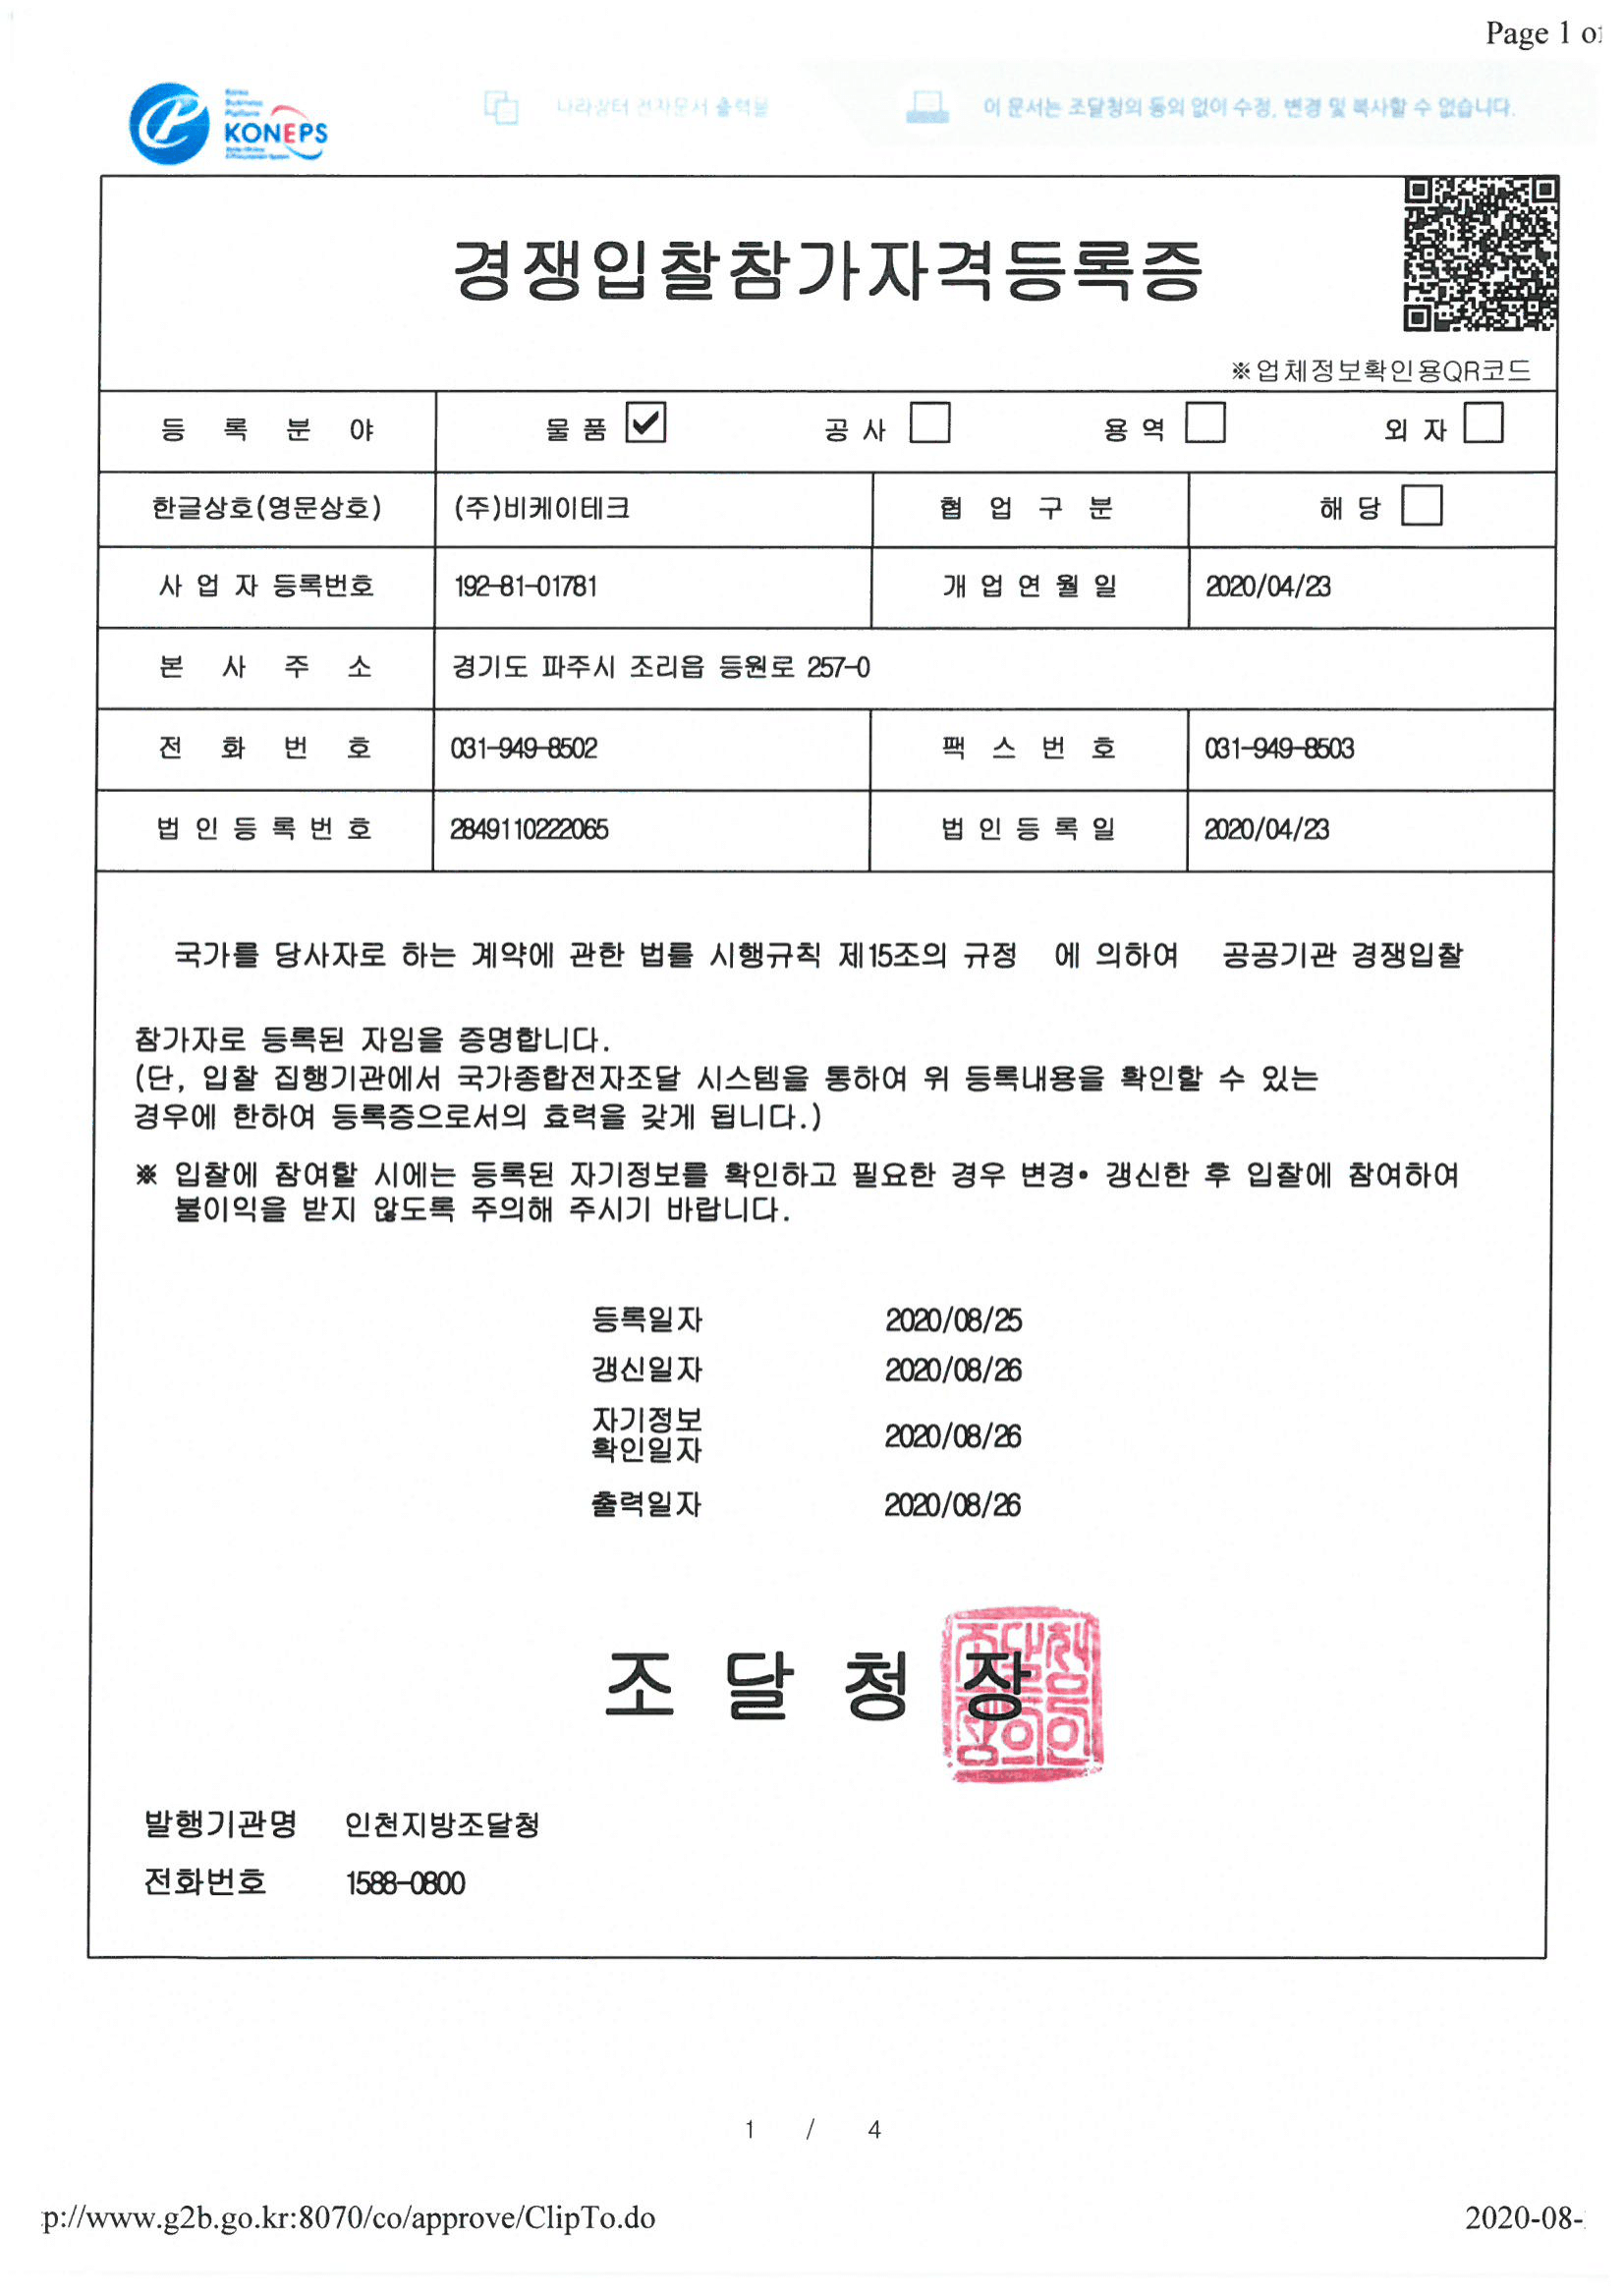 Page 1 of
KONEPS
나라장터 전자문서 출력물
이 문서는 조달청의 동의 없이 수정, 변경 및 복사할 수 없습니다.
경쟁입찰참가자격등록증
※업체정보확인용QR코드
등 록 분 야 물 품 ✔ 공 사 용 역 외 자
한글상호(영문상호) (주)비케이테크 협 업 구 분 해 당
사 업 자 등록번호 192-81-01781 개 업 연 월 일 2020/04/23
본 사 주 소 경기도 파주시 조리읍 등원로 257-0
전 화 번 호 031-949-8502 팩 스 번 호 031-949-8503
법 인 등 록 번 호 2849110222065 법 인 등 록 일 2020/04/23
국가를 당사자로 하는 계약에 관한 법률 시행규칙 제15조의 규정 에 의하여 공공기관 경쟁입찰
참가자로 등록된 자임을 증명합니다.
(단, 입찰 집행기관에서 국가종합전자조달 시스템을 통하여 위 등록내용을 확인할 수 있는
경우에 한하여 등록증으로서의 효력을 갖게 됩니다.)
※ 입찰에 참여할 시에는 등록된 자기정보를 확인하고 필요한 경우 변경• 갱신한 후 입찰에 참여하여
불이익을 받지 않도록 주의해 주시기 바랍니다.
등록일자 2020/08/25
갱신일자 2020/08/26
자기정보
확인일자 2020/08/26
출력일자 2020/08/26
조 달 청 장
발행기관명 인천지방조달청
전화번호 1588-0800
1 / 4
p://www.g2b.go.kr:8070/co/approve/ClipTo.do
2020-08-